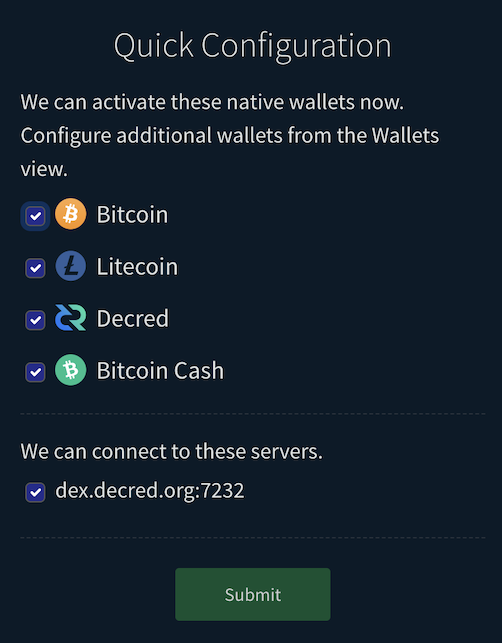 Quick Configuration
We can activate these native wallets now.
Configure additional wallets from the Wallets
view.
Bitcoin
Litecoin
Decred
Bitcoin Cash
We can connect to these servers.
dex.decred.org:7232
Submit